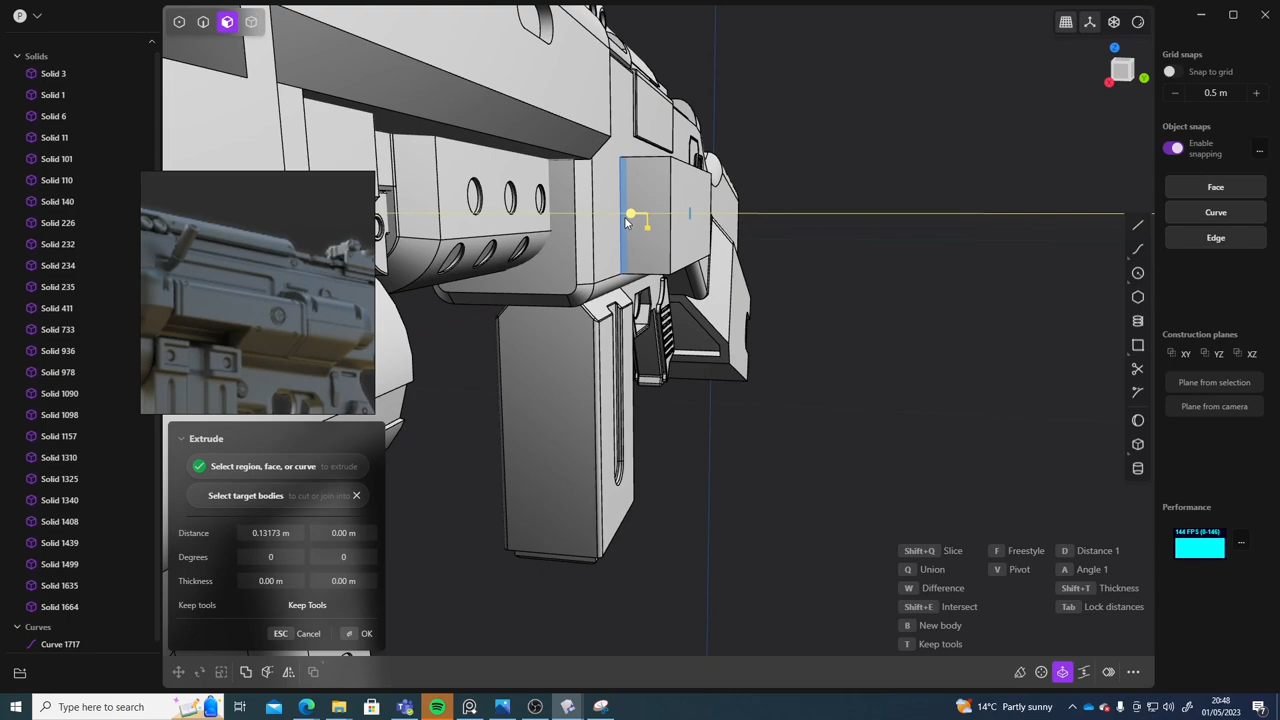 P
Solids
Solid 3
Solid 1
Solid 6
Solid 11
Solid 101
Solid 110
Solid 140
Solid 226
Solid 232
Solid 234
Solid 235
Solid 411
Solid 733
Solid 936
Solid 978
Solid 1090
Solid 1098
Solid 1157
Solid 1310
Solid 1325
Solid 1340
Solid 1408
Solid 1439
Solid 1499
Solid 1635
Solid 1664
Curves
Curve 1717
Extrude
Select region, face, or curve to extrude
Select target bodies to cut or join into
Distance 0.13173 m 0.00 m
Degrees 0 0
Thickness 0.00 m 0.00 m
Keep tools Keep Tools
ESC Cancel OK
Z
X
Y
Shift+Q Slice F Freestyle D Distance 1
Q Union V Pivot A Angle 1
W Difference Shift+T Thickness
Shift+E Intersect Tab Lock distances
B New body
T Keep tools
Grid snaps
Snap to grid
0.5 m
Object snaps
Enable snapping ...
Face
Curve
Edge
Construction planes
XY YZ XZ
Plane from selection
Plane from camera
Performance
144 FPS (0-146)
...
Type here to search
14°C Partly sunny
20:48
01/05/2023